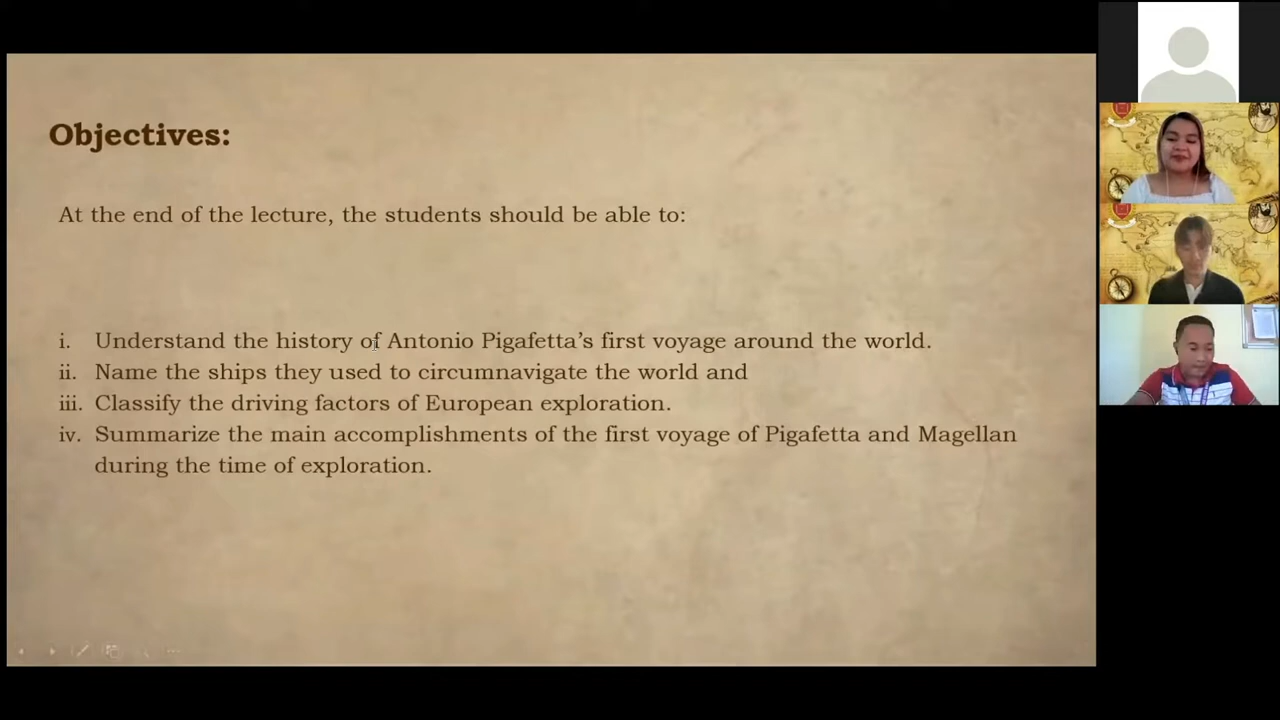 Objectives:
At the end of the lecture, the students should be able to:
i. Understand the history of Antonio Pigafetta’s first voyage around the world.
ii. Name the ships they used to circumnavigate the world and
iii. Classify the driving factors of European exploration.
iv. Summarize the main accomplishments of the first voyage of Pigafetta and Magellan
during the time of exploration.